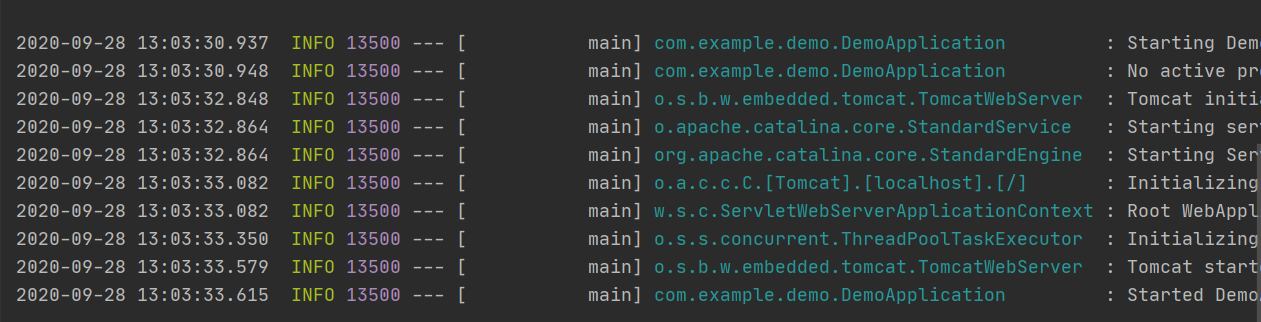 2020-09-28 13:03:30.937  INFO 13500 --- [           main] com.example.demo.DemoApplication         : Starting Dem
2020-09-28 13:03:30.948  INFO 13500 --- [           main] com.example.demo.DemoApplication         : No active pr
2020-09-28 13:03:32.848  INFO 13500 --- [           main] o.s.b.w.embedded.tomcat.TomcatWebServer  : Tomcat initi
2020-09-28 13:03:32.864  INFO 13500 --- [           main] o.apache.catalina.core.StandardService   : Starting ser
2020-09-28 13:03:32.864  INFO 13500 --- [           main] org.apache.catalina.core.StandardEngine  : Starting Ser
2020-09-28 13:03:33.082  INFO 13500 --- [           main] o.a.c.c.C.[Tomcat].[localhost].[/]       : Initializing
2020-09-28 13:03:33.082  INFO 13500 --- [           main] w.s.c.ServletWebServerApplicationContext : Root WebAppl
2020-09-28 13:03:33.350  INFO 13500 --- [           main] o.s.s.concurrent.ThreadPoolTaskExecutor  : Initializing
2020-09-28 13:03:33.579  INFO 13500 --- [           main] o.s.b.w.embedded.tomcat.TomcatWebServer  : Tomcat start
2020-09-28 13:03:33.615  INFO 13500 --- [           main] com.example.demo.DemoApplication         : Started Demo